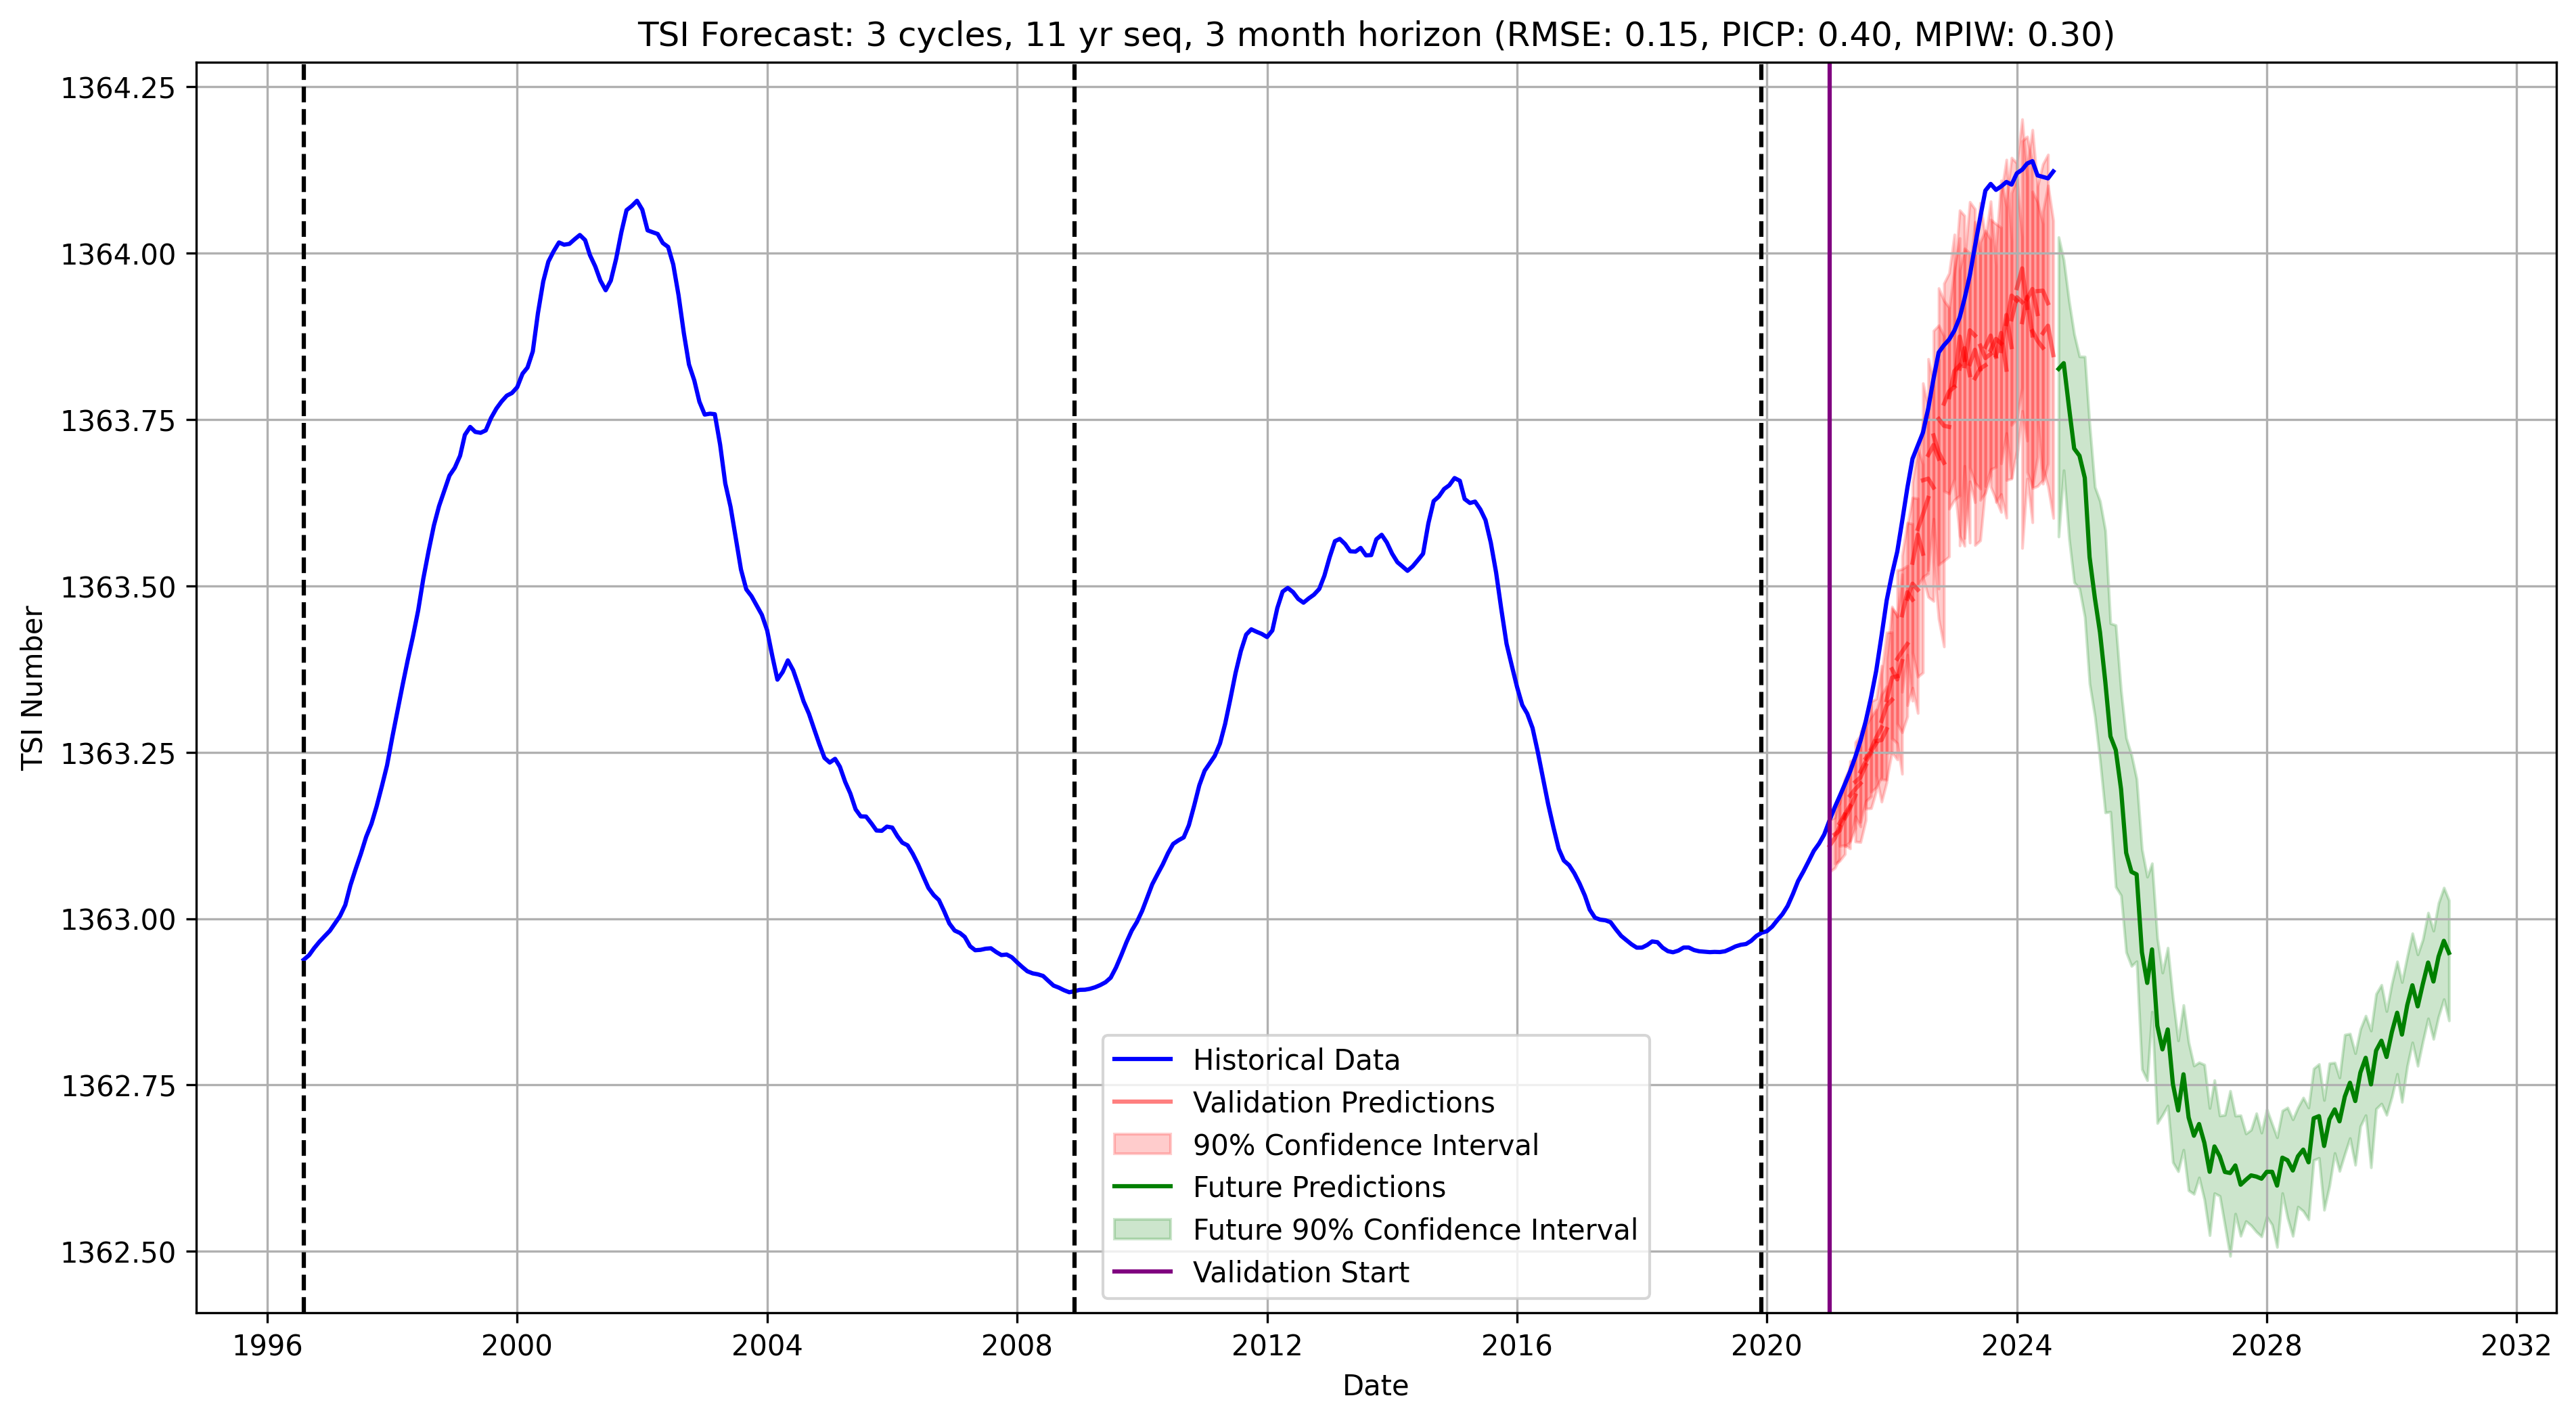 TSI Forecast: 3 cycles, 11 yr seq, 3 month horizon (RMSE: 0.15, PICP: 0.40, MPIW: 0.30)
1364.25
1364.00
1363.75
1363.50
1363.25
1363.00
1362.75
1362.50
TSI Number
Historical Data
Validation Predictions
90% Confidence Interval
Future Predictions
Future 90% Confidence Interval
Validation Start
1996 2000 2004 2008 2012 2016 2020 2024 2028 2032
Date